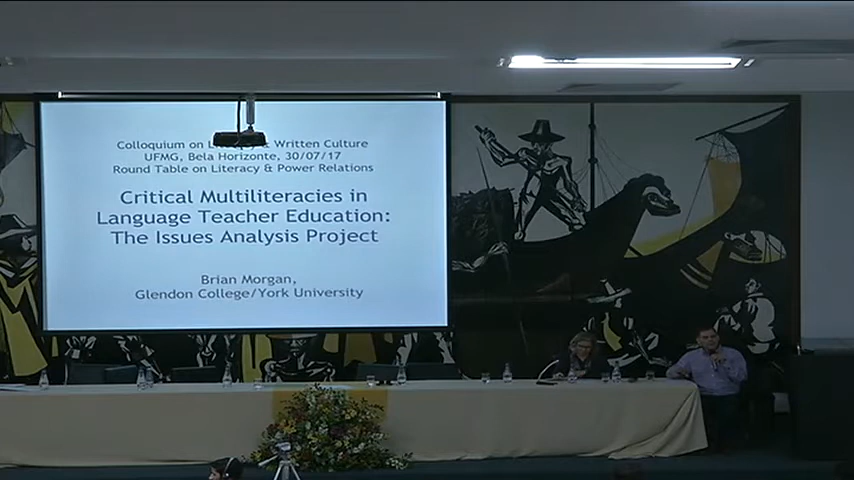 Colloquium on & Written Culture
UFMG, Bela Horizonte, 30/07/17
Round Table on Literacy & Power Relations
Critical Multiliteracies in
Language Teacher Education:
The Issues Analysis Project
Brian Morgan,
Glendon College/York University